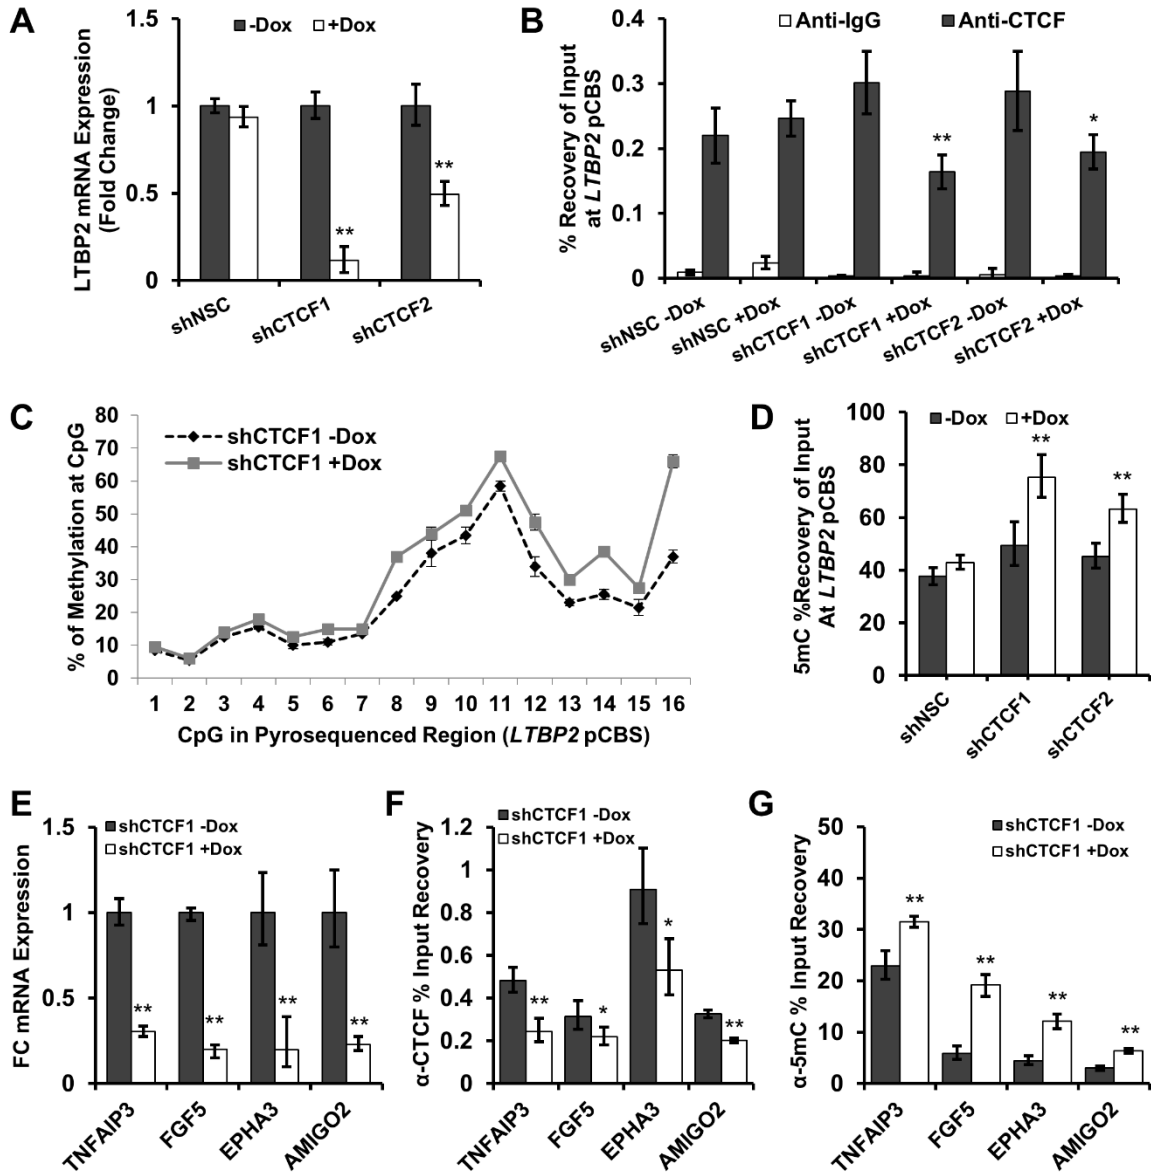 A
LTBP2 mRNA Expression
(Fold Change)
-Dox +Dox
1.5
1
0.5
0
**
**
shNSC
shCTCF1
shCTCF2
B
% Recovery of Input
at LTBP2 pCBS
Anti-IgG Anti-CTCF
0.4
0.3
0.2
0.1
0
**
*
shNSC -Dox
shNSC +Dox
shCTCF1 -Dox
shCTCF1 +Dox
shCTCF2 -Dox
shCTCF2 +Dox
C
% of Methylation at CpG
80
70
60
50
40
30
20
10
0
shCTCF1 -Dox
shCTCF1 +Dox
1 2 3 4 5 6 7 8 9 10 11 12 13 14 15 16
CpG in Pyrosequenced Region (LTBP2 pCBS)
D
5mC %Recovery of Input
At LTBP2 pCBS
-Dox +Dox
100
80
60
40
20
0
**
**
shNSC
shCTCF1
shCTCF2
E
FC mRNA Expression
shCTCF1 -Dox
shCTCF1 +Dox
1.5
1
0.5
0
**
**
**
**
TNFAIP3
FGF5
EPHA3
AMIGO2
F
α-CTCF % Input Recovery
shCTCF1 -Dox
shCTCF1 +Dox
1.2
1
0.8
0.6
0.4
0.2
0
**
*
*
**
TNFAIP3
FGF5
EPHA3
AMIGO2
G
α-5mC % Input Recovery
shCTCF1 -Dox
shCTCF1 +Dox
50
40
30
20
10
0
**
**
**
**
TNFAIP3
FGF5
EPHA3
AMIGO2